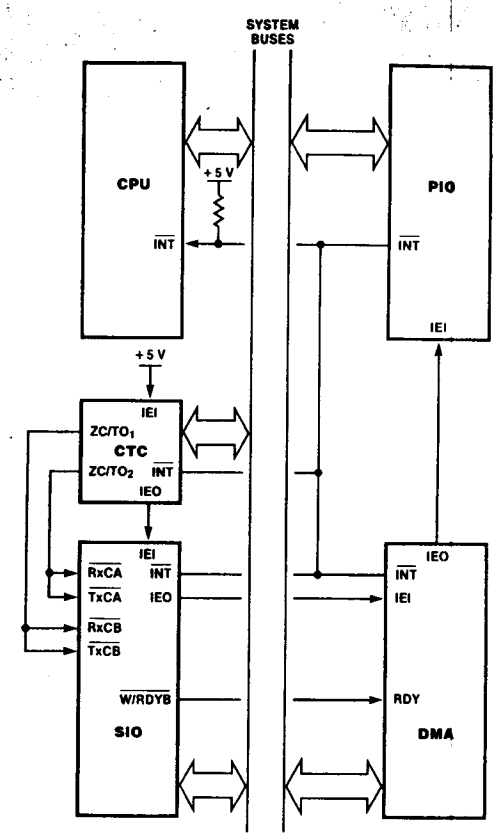 SYSTEM
BUSES
CPU
+5 V
INT
PIO
INT
IEI
+5 V
IEI
ZC/TO₁
CTC
ZC/TO₂
INT
IEO
IEI
RxCA
INT
TxCA
IEO
RxCB
TxCB
W/RDYB
SIO
IEO
INT
IEI
RDY
DMA